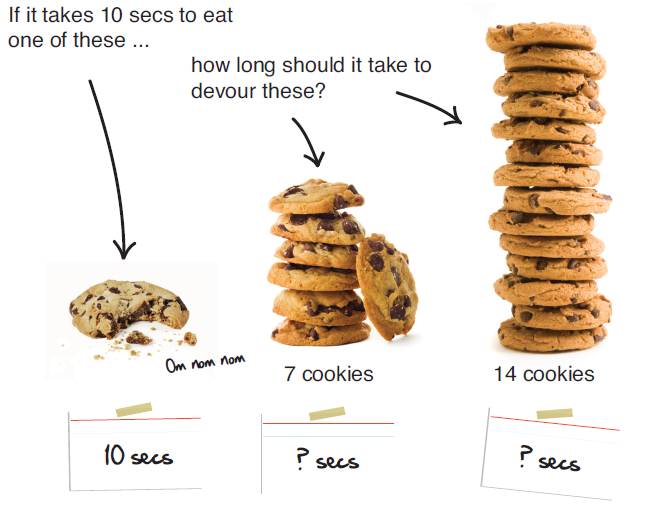 If it takes 10 secs to eat
one of these ...
how long should it take to
devour these?
Om nom nom
7 cookies
14 cookies
10 secs
? secs
? secs